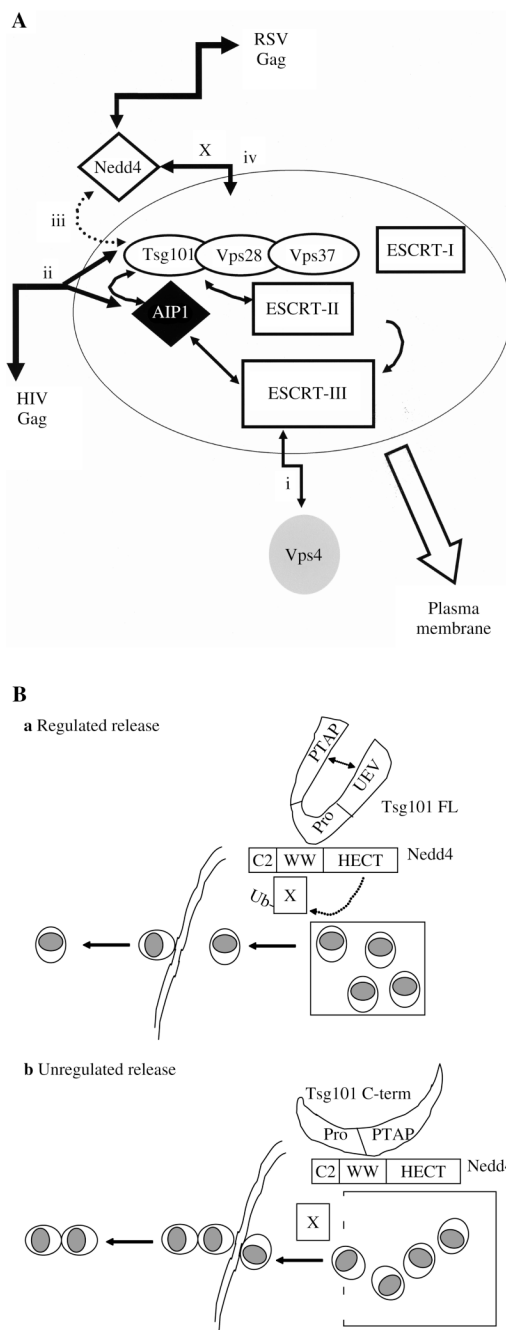 A
RSV
Gag
X
iv
Nedd4
iii
Tsg101
Vps28
Vps37
ESCRT-I
ii
AIP1
ESCRT-II
ESCRT-III
HIV
Gag
i
Vps4
Plasma
membrane
B
a Regulated release
PTAP
UEV
Pro
Tsg101 FL
Nedd4
C2 WW HECT
Ub
X
b Unregulated release
Tsg101 C-term
Pro PTAP
C2 WW HECT
Nedd4
X